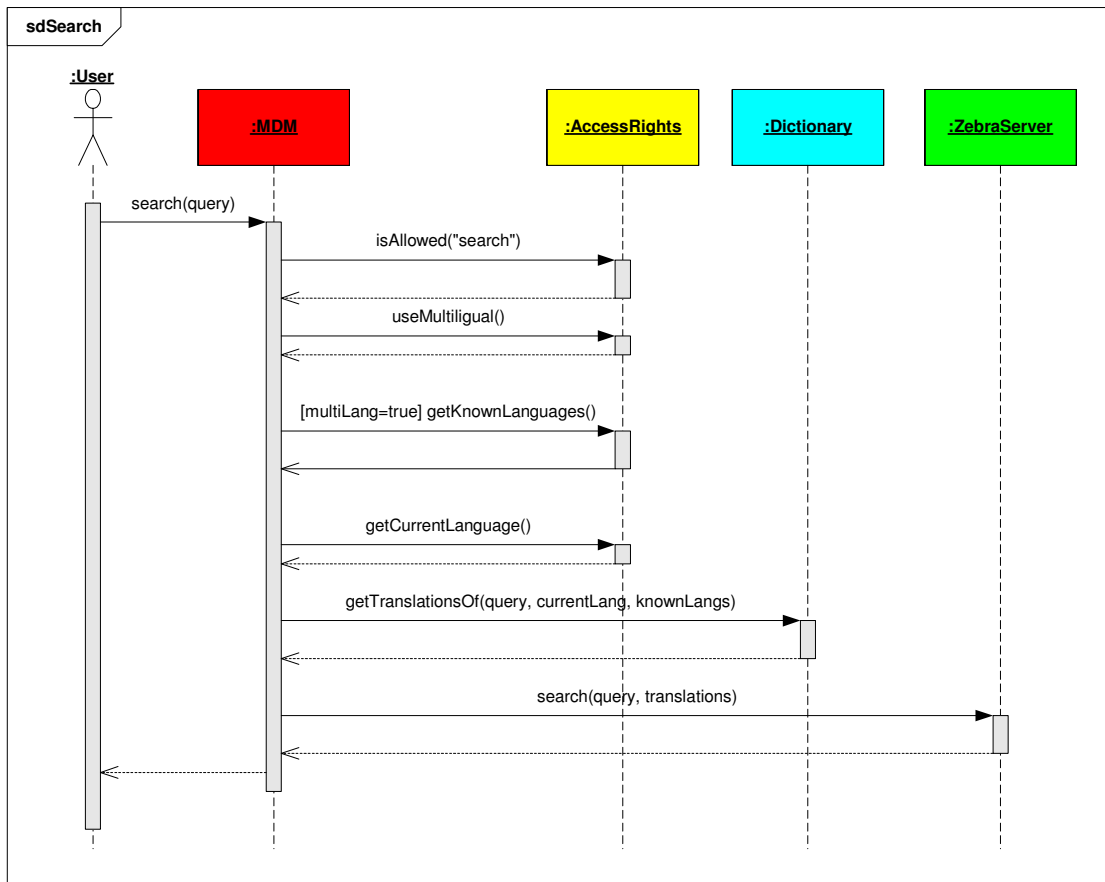 sdSearch
:User
:MDM
:AccessRights
:Dictionary
:ZebraServer
search(query)
isAllowed("search")
useMultiligual()
[multiLang=true] getKnownLanguages()
getCurrentLanguage()
getTranslationsOf(query, currentLang, knownLangs)
search(query, translations)